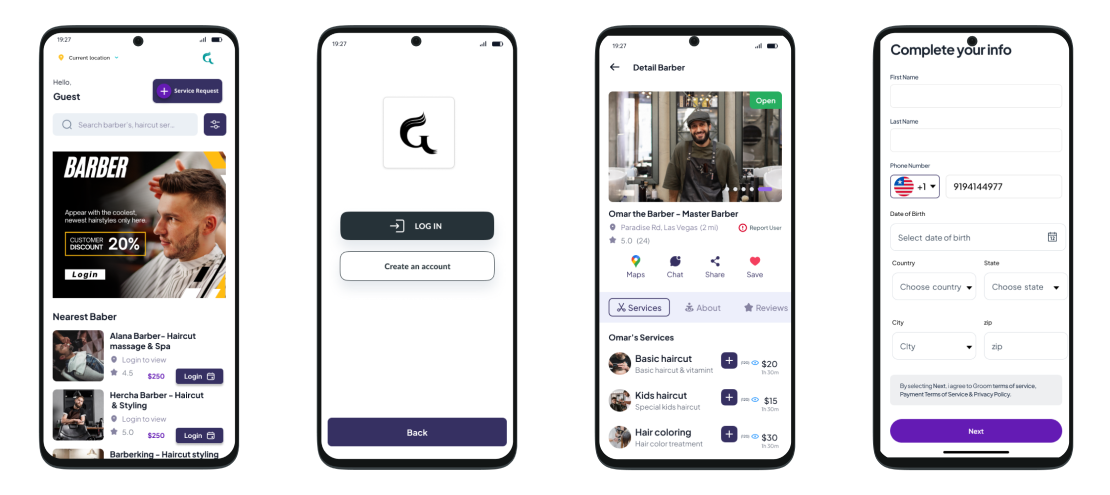 19:27
Current location
Hello,
Guest
Service Request
Search barber's, haircut ser...
BARBER
Appear with the coolest,
newest hairstyles only here.
CUSTOMER
DISCOUNT 20%
Login
Nearest Baber
Alana Barber– Haircut
massage & Spa
Login to view
4.5 $250 Login
Hercha Barber – Haircut
& Styling
Login to view
5.0 $250 Login
Barberking – Haircut styling
19:27
LOG IN
Create an account
Back
19:27
Detail Barber
Open
Omar the Barber – Master Barber
Paradise Rd, Las Vegas (2 mi) Report User
5.0 (24)
Maps Chat Share Save
Services About Reviews
Omar's Services
Basic haircut
Basic haircut & vitamint
$20
1h 30m
Kids haircut
Special kids haircut
$15
1h 30m
Hair coloring
Hair color treatment
$30
1h 30m
Complete your info
First Name
Last Name
Phone Number
+1 9194144977
Date of Birth
Select date of birth
Country State
Choose country Choose state
City zip
City zip
By selecting Next, i agree to Groom terms of service,
Payment Terms of Service & Privacy Policy.
Next